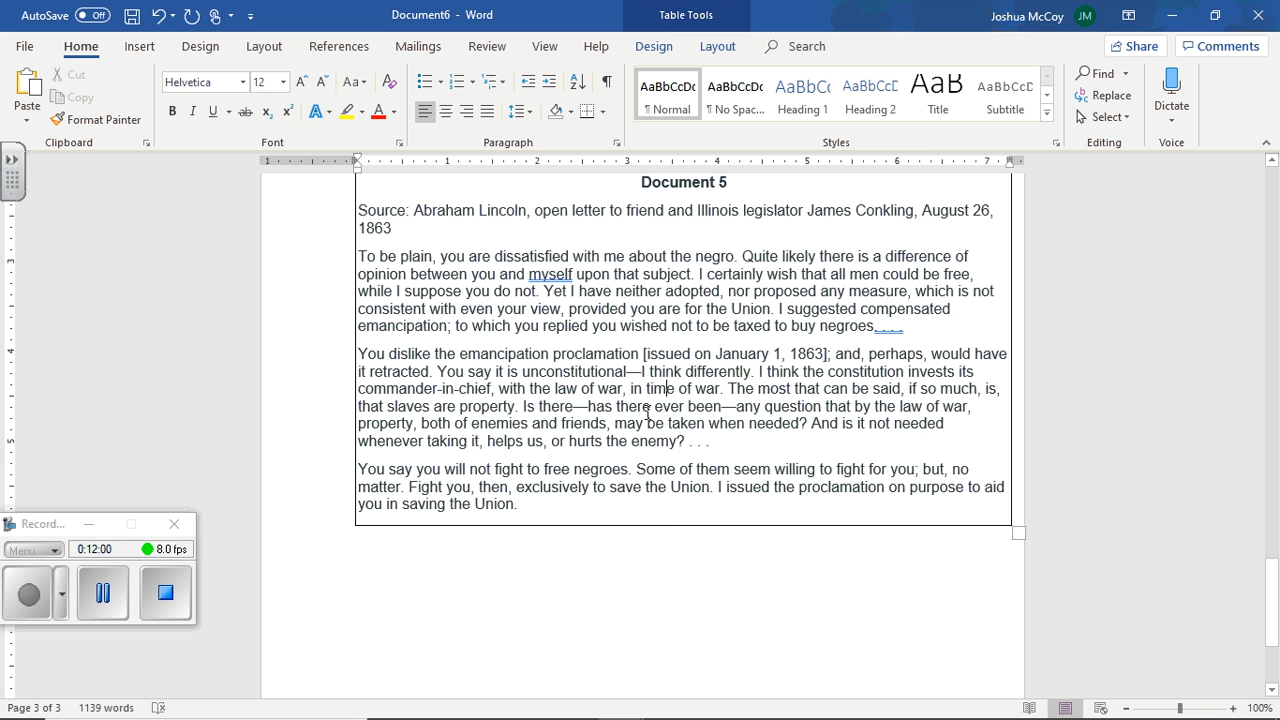 AutoSave Off Document6 - Word Table Tools Joshua McCoy JM
File Home Insert Design Layout References Mailings Review View Help Design Layout Search Share Comments
Paste Cut Copy Format Painter
Helvetica 12 Aa
B I U ab x₂ x² A A
AaBbCcDc AaBbCcDc AaBbCc AaBbCcC AaB AaBbCcD
¶ Normal ¶ No Spac... Heading 1 Heading 2 Title Subtitle
Find Replace Select Dictate
Clipboard Font Paragraph Styles Editing Voice
1 1 2 3 4 5 6 7
Document 5
Source: Abraham Lincoln, open letter to friend and Illinois legislator James Conkling, August 26,
1863
To be plain, you are dissatisfied with me about the negro. Quite likely there is a difference of
opinion between you and myself upon that subject. I certainly wish that all men could be free,
while I suppose you do not. Yet I have neither adopted, nor proposed any measure, which is not
consistent with even your view, provided you are for the Union. I suggested compensated
emancipation; to which you replied you wished not to be taxed to buy negroes. . . .
You dislike the emancipation proclamation [issued on January 1, 1863]; and, perhaps, would have
it retracted. You say it is unconstitutional—I think differently. I think the constitution invests its
commander-in-chief, with the law of war, in time of war. The most that can be said, if so much, is,
that slaves are property. Is there—has there ever been—any question that by the law of war,
property, both of enemies and friends, may be taken when needed? And is it not needed
whenever taking it, helps us, or hurts the enemy? . . .
You say you will not fight to free negroes. Some of them seem willing to fight for you; but, no
matter. Fight you, then, exclusively to save the Union. I issued the proclamation on purpose to aid
you in saving the Union.
3
4
5
Record...
Menu 0:12:00 8.0 fps
Page 3 of 3 1139 words 100%